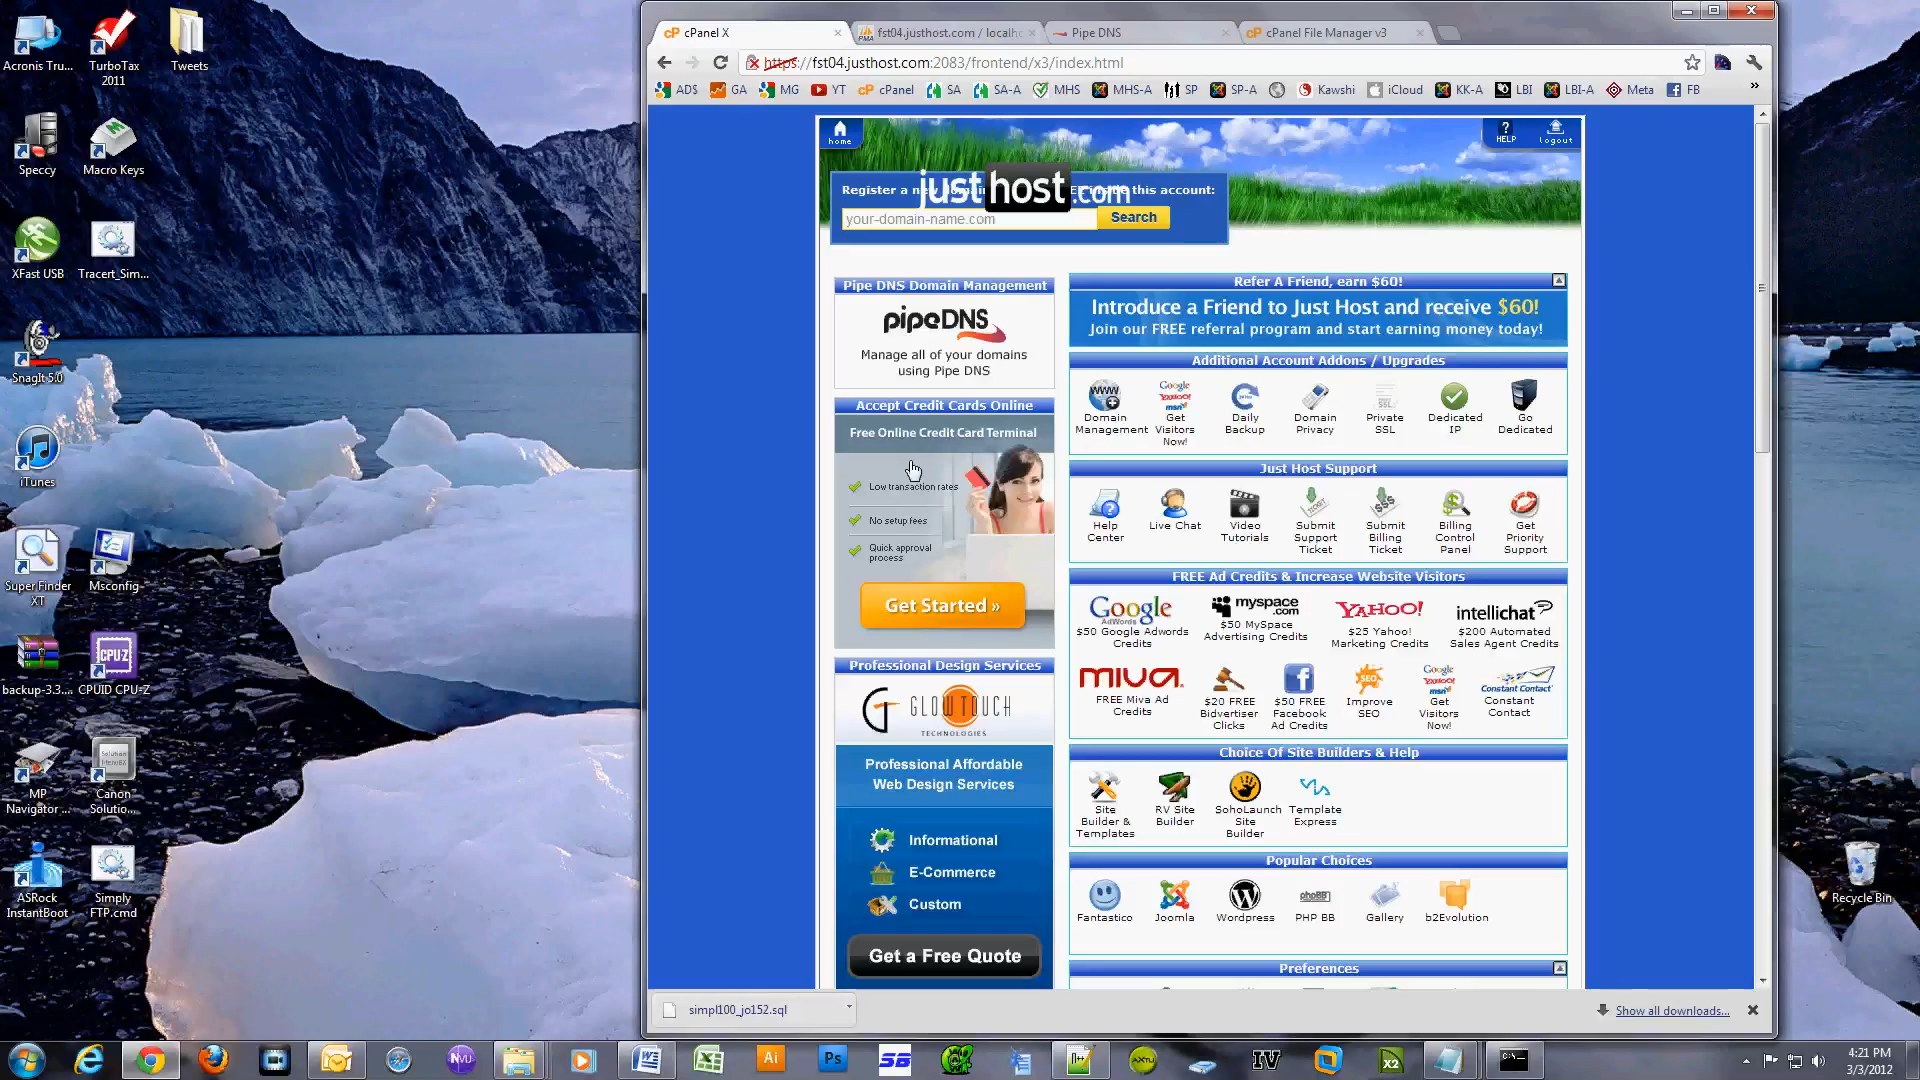 Acronis Tru...
TurboTax
2011
Tweets
Speccy
Macro Keys
XFast USB
Tracert_Sim...
SnagIt 5.0
iTunes
Super Finder
XT
Msconfig
backup-3.3....
CPUID CPU-Z
MP
Navigator ...
Canon
Solutio...
ASRock
InstantBoot
Simply
FTP.cmd
cPanel X
fst04.justhost.com / localho
Pipe DNS
cPanel File Manager v3
https://fst04.justhost.com:2083/frontend/x3/index.html
AD$
GA
MG
YT
cPanel
SA
SA-A
MHS
MHS-A
SP
SP-A
Kawshi
iCloud
KK-A
LBI
LBI-A
Meta
FB
home
HELP
logout
justhost.com
your-domain-name.com
Search
Pipe DNS Domain Management
pipeDNS
Manage all of your domains
using Pipe DNS
Accept Credit Cards Online
Free Online Credit Card Terminal
Low transaction rates
No setup fees
Quick approval
process
Get Started »
Professional Design Services
GT GLOWTOUCH
TECHNOLOGIES
Professional Affordable
Web Design Services
Informational
E-Commerce
Custom
Get a Free Quote
Refer A Friend, earn $60!
Introduce a Friend to Just Host and receive $60!
Join our FREE referral program and start earning money today!
Additional Account Addons / Upgrades
Domain
Management
Get
Visitors
Now!
Daily
Backup
Domain
Privacy
Private
SSL
Dedicated
IP
Go
Dedicated
Just Host Support
Help
Center
Live Chat
Video
Tutorials
Submit
Support
Ticket
Submit
Billing
Ticket
Billing
Control
Panel
Get
Priority
Support
FREE Ad Credits & Increase Website Visitors
Google
AdWords
$50 Google Adwords
Credits
myspace.com
$50 MySpace
Advertising Credits
YAHOO!
$25 Yahoo!
Marketing Credits
intellichat
$200 Automated
Sales Agent Credits
MIVA
FREE Miva Ad
Credits
$20 FREE
Bidvertiser
Clicks
$50 FREE
Facebook
Ad Credits
Improve
SEO
Get
Visitors
Now!
Constant Contact
Constant
Contact
Choice Of Site Builders & Help
Site
Builder &
Templates
RV Site
Builder
SohoLaunch
Site
Builder
Template
Express
Popular Choices
Fantastico
Joomla
Wordpress
PHP BB
Gallery
b2Evolution
Preferences
simpl100_jo152.sql
Show all downloads...
Recycle Bin
4:21 PM
3/3/2012